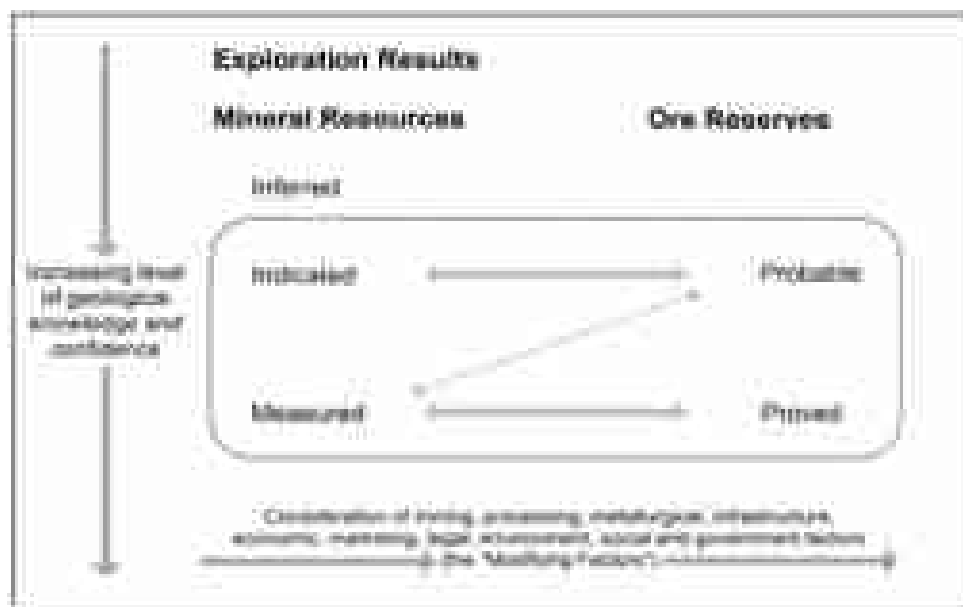 Exploration Results
Mineral Resources
Ore Reserves
Inferred
Increasing level
of geological
knowledge and
confidence
Indicated
Probable
Measured
Proved
Consideration of mining, processing, metallurgical, infrastructure,
economic, marketing, legal, environment, social and government factors
(the "Modifying Factors")